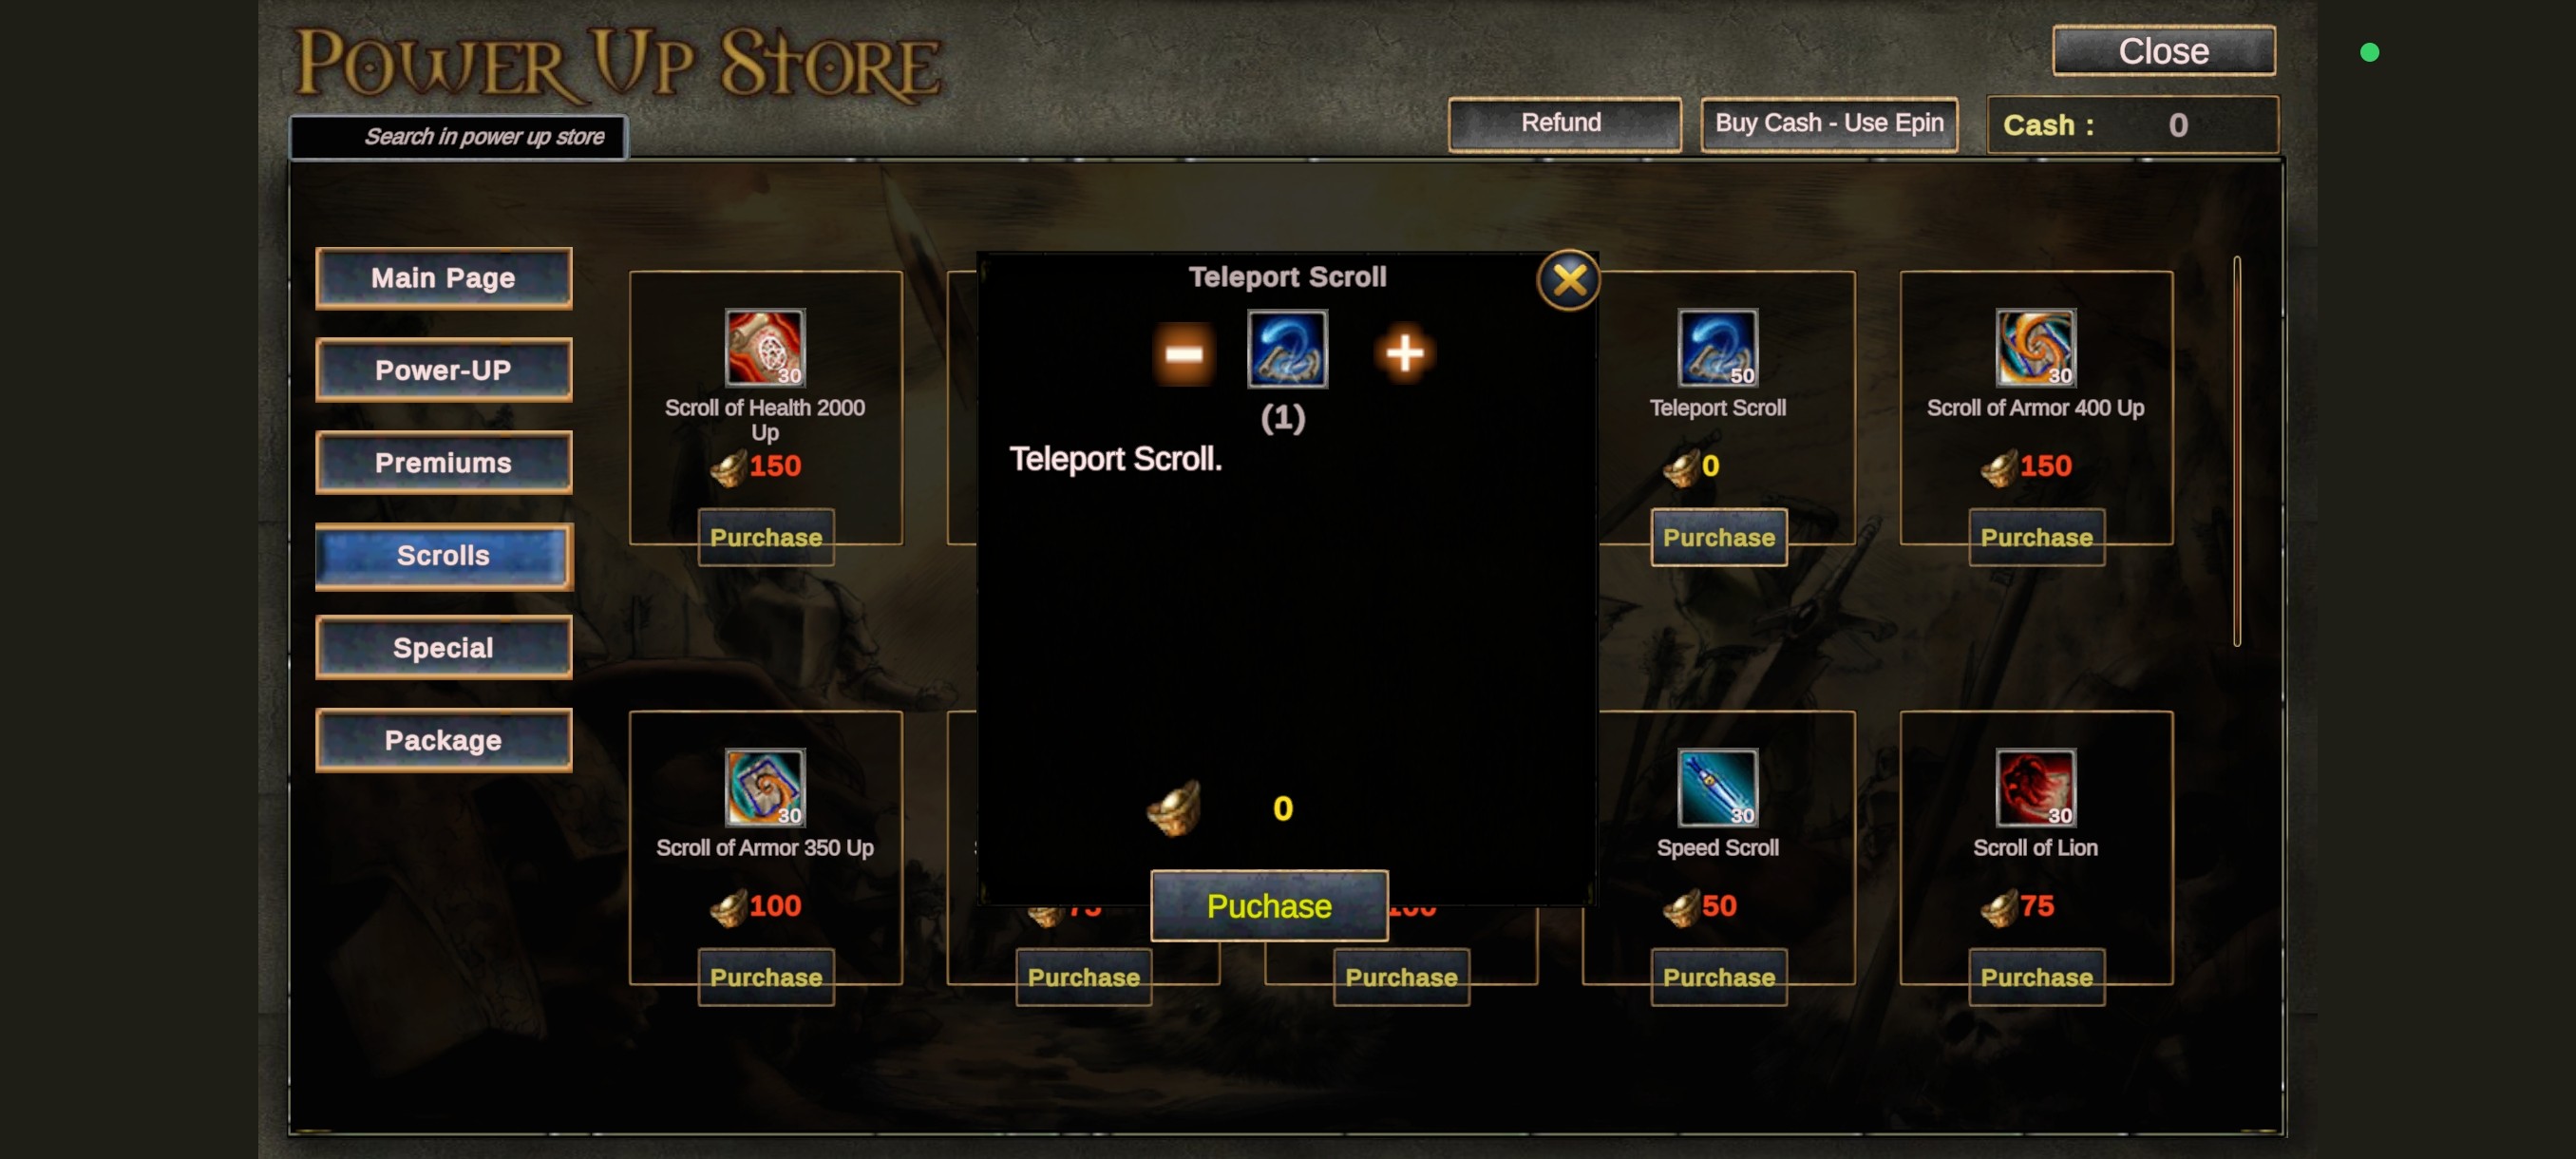 Power Up Store
Close
Search in power up store
Refund
Buy Cash - Use Epin
Cash :
0
Main Page
Power-UP
Premiums
Scrolls
Special
Package
30
Scroll of Health 2000
Up
150
Purchase
50
Teleport Scroll
0
Purchase
30
Scroll of Armor 400 Up
150
Purchase
Teleport Scroll
(1)
Teleport Scroll.
0
Puchase
30
Scroll of Armor 350 Up
100
Purchase
Purchase
Purchase
30
Speed Scroll
50
Purchase
30
Scroll of Lion
75
Purchase